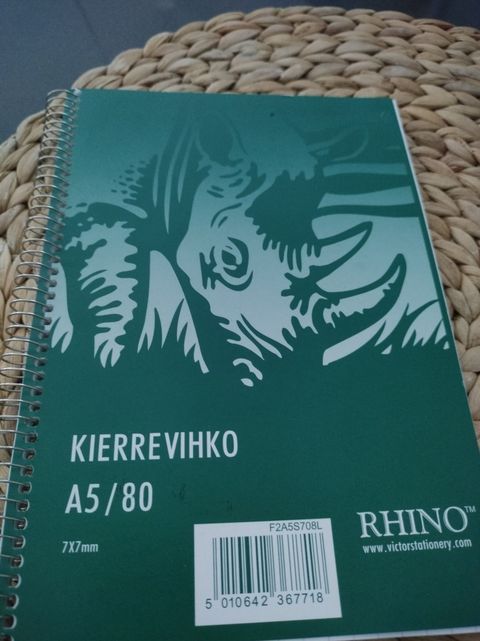 KIERREVIHKO
A5/80
7X7mm
F2A5S708L
5 010642 367718
RHINO™
www.victorstationery.com